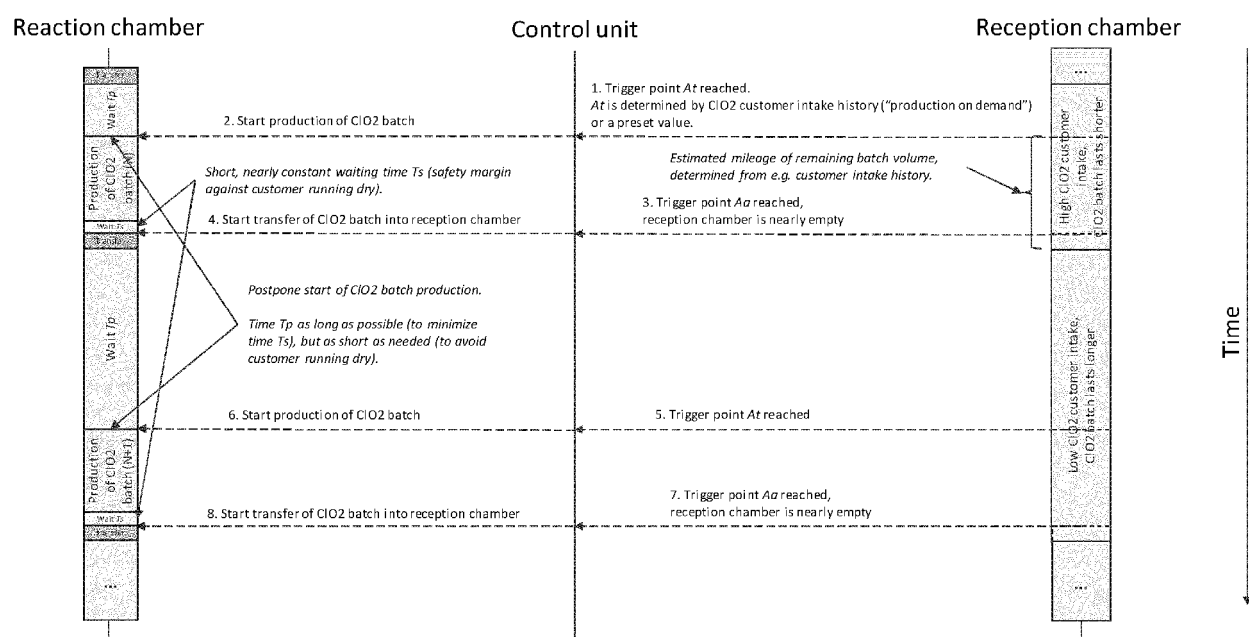 Reaction chamber
Control unit
Reception chamber
...
Wait Tp
1. Trigger point At reached.
At is determined by ClO2 customer intake history (“production on demand”)
or a preset value.
2. Start production of ClO2 batch
Production
of ClO2
batch (N)
Short, nearly constant waiting time Ts (safety margin
against customer running dry).
Estimated mileage of remaining batch volume,
determined from e.g. customer intake history.
High ClO2 customer
intake,
ClO2 batch lasts shorter
3. Trigger point Aa reached,
reception chamber is nearly empty
4. Start transfer of ClO2 batch into reception chamber
Wait Ts
Transfer
Wait Tp
Postpone start of ClO2 batch production.
Time Tp as long as possible (to minimize
time Ts), but as short as needed (to avoid
customer running dry).
Time
Low ClO2 customer intake,
ClO2 batch lasts longer
5. Trigger point At reached
6. Start production of ClO2 batch
Production
of ClO2
batch (N+1)
7. Trigger point Aa reached,
reception chamber is nearly empty
8. Start transfer of ClO2 batch into reception chamber
Wait Ts
...
...